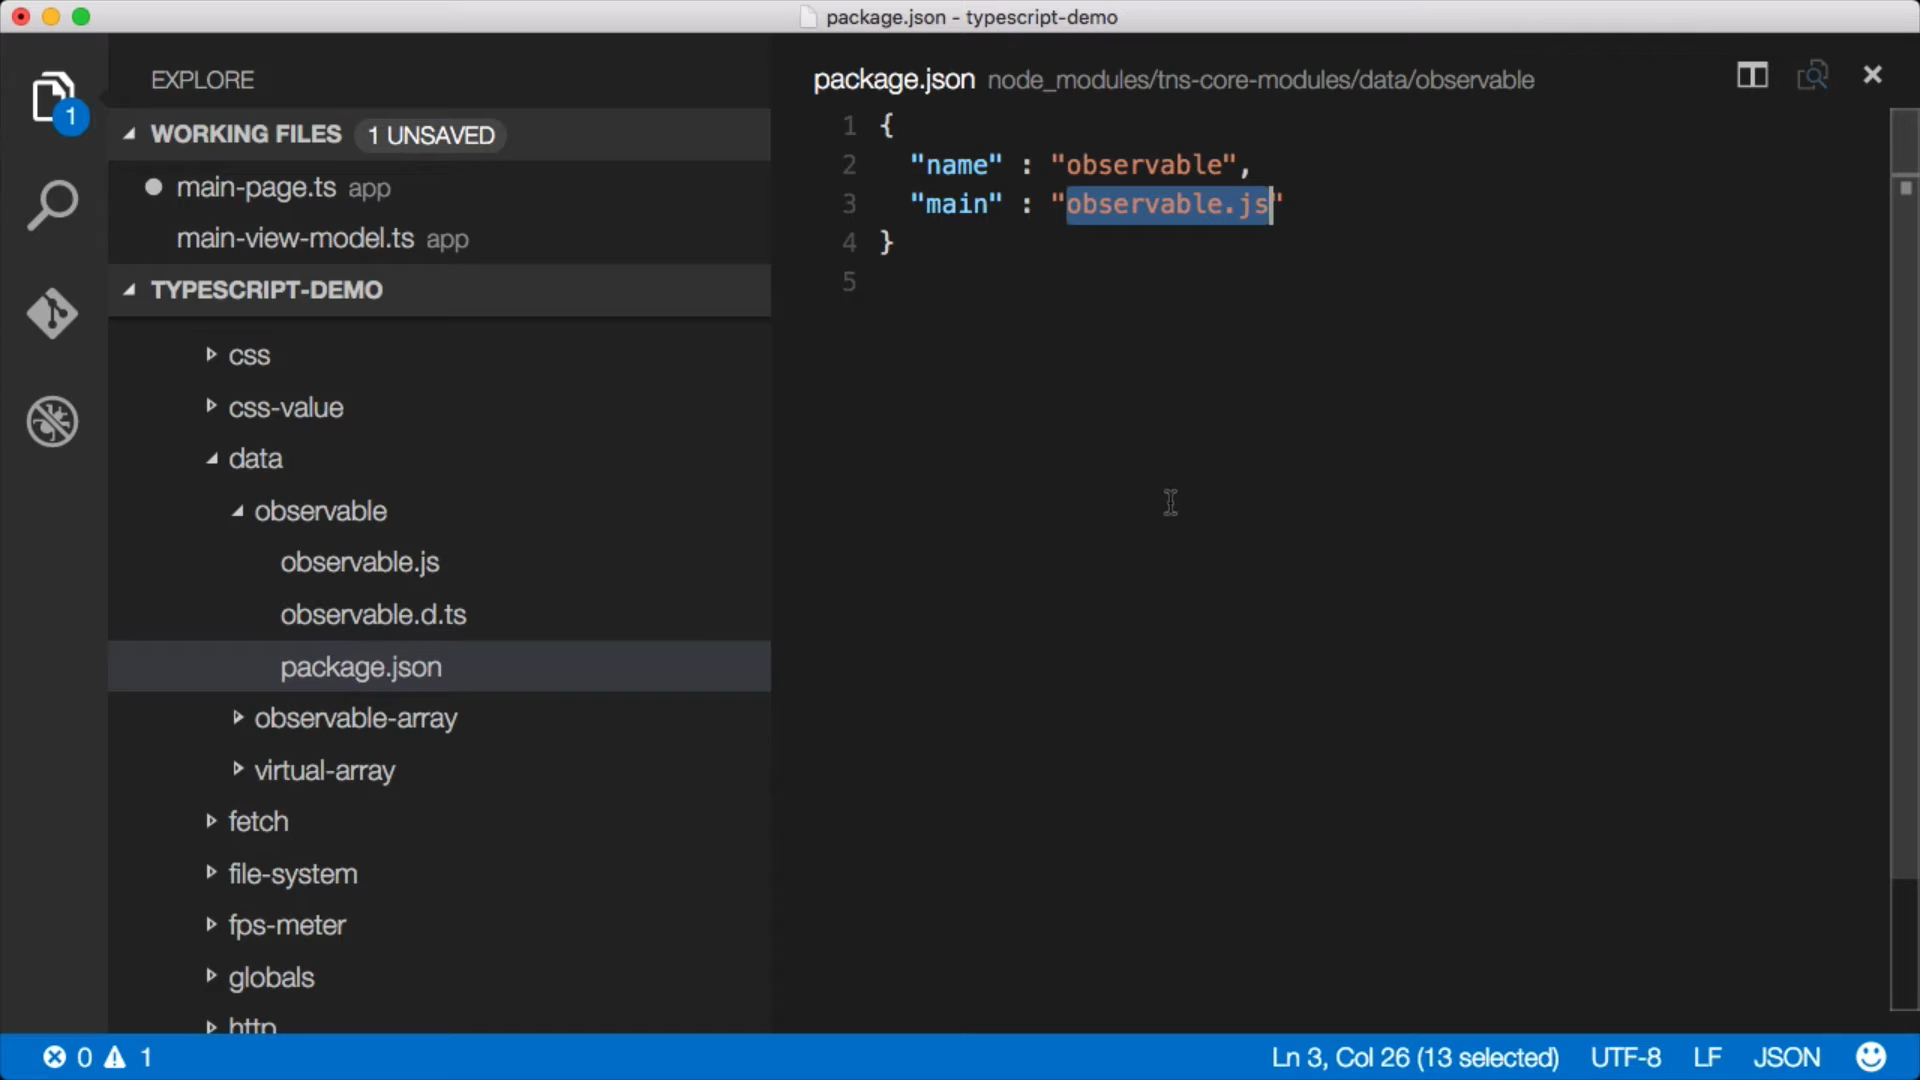 package.json - typescript-demo
EXPLORE
1
WORKING FILES 1 UNSAVED
main-page.ts app
main-view-model.ts app
TYPESCRIPT-DEMO
css
css-value
data
observable
observable.js
observable.d.ts
package.json
observable-array
virtual-array
fetch
file-system
fps-meter
globals
http
package.json node_modules/tns-core-modules/data/observable
1 {
2 "name" : "observable",
3 "main" : "observable.js"
4 }
5
0 1
Ln 3, Col 26 (13 selected) UTF-8 LF JSON